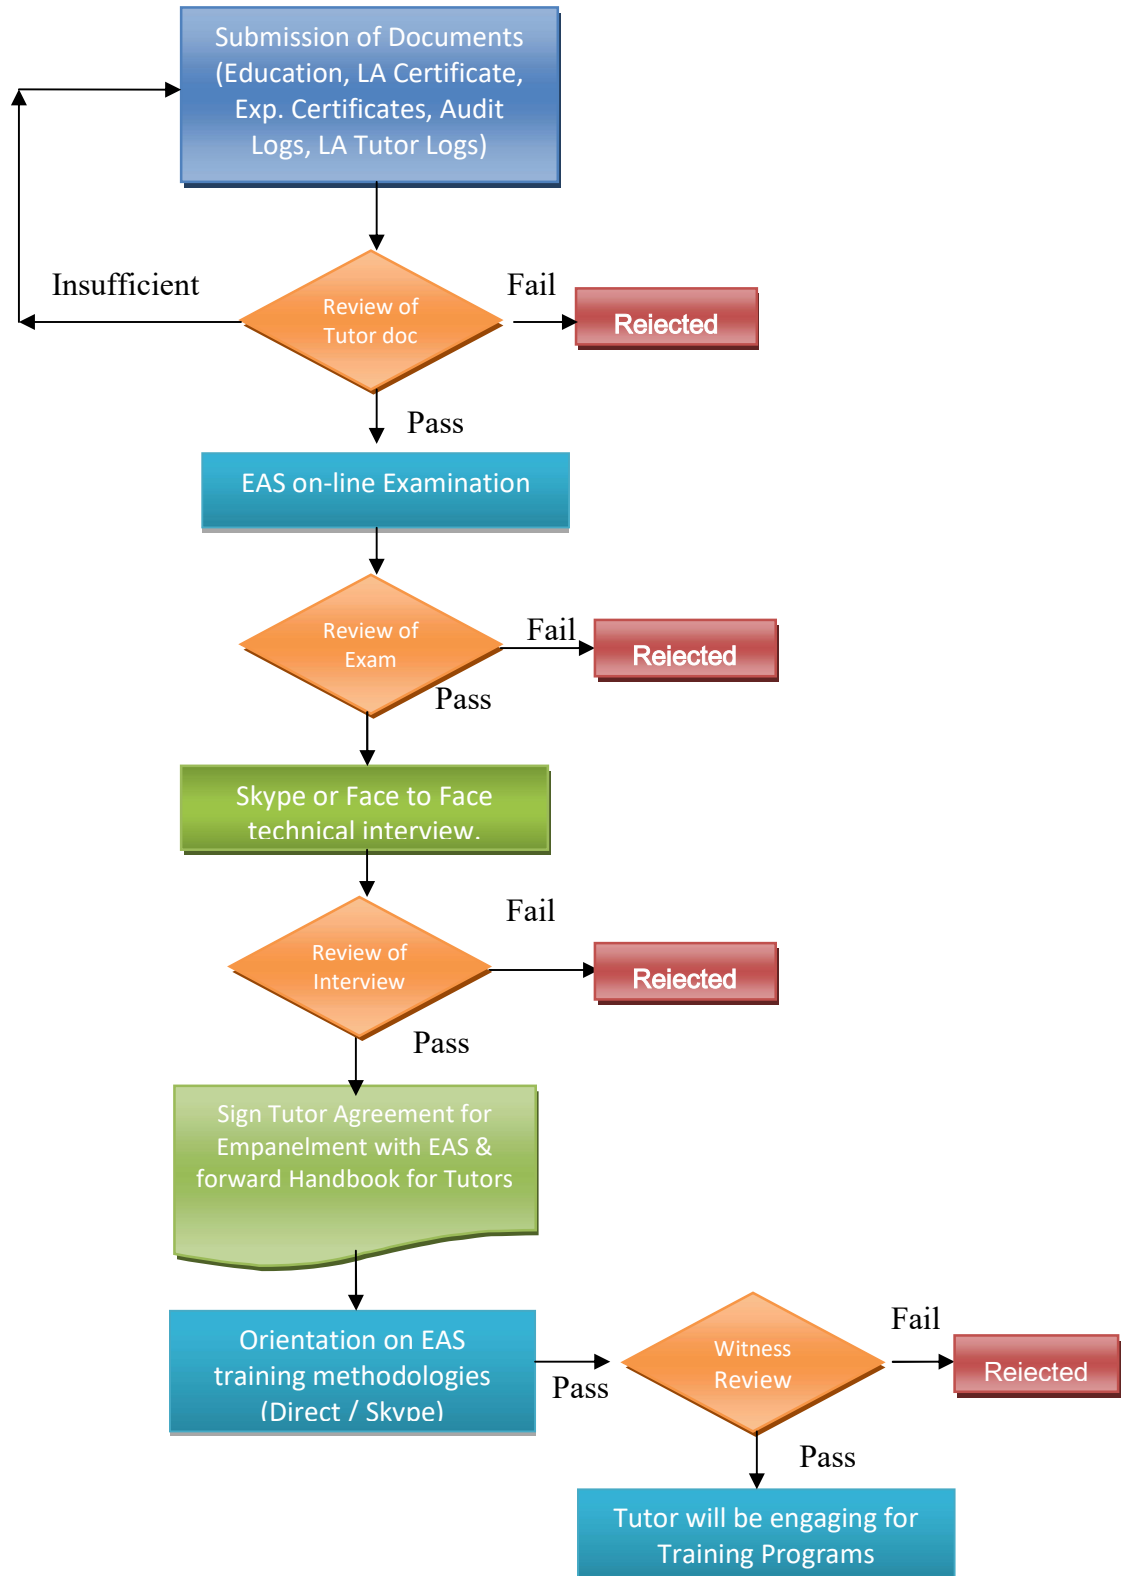 Submission of Documents
(Education, LA Certificate,
Exp. Certificates, Audit
Logs, LA Tutor Logs)
Insufficient
Review of
Tutor doc
Fail
Rejected
Pass
EAS on-line Examination
Review of
Exam
Fail
Rejected
Pass
Skype or Face to Face
technical interview.
Fail
Review of
Interview
Rejected
Pass
Sign Tutor Agreement for
Empanelment with EAS &
forward Handbook for Tutors
Orientation on EAS
training methodologies
(Direct / Skype)
Pass
Witness
Review
Fail
Rejected
Pass
Tutor will be engaging for
Training Programs